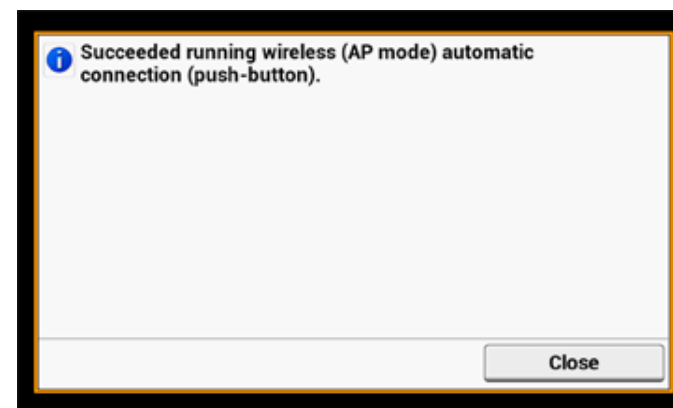 Succeeded running wireless (AP mode) automatic
connection (push-button).
Close